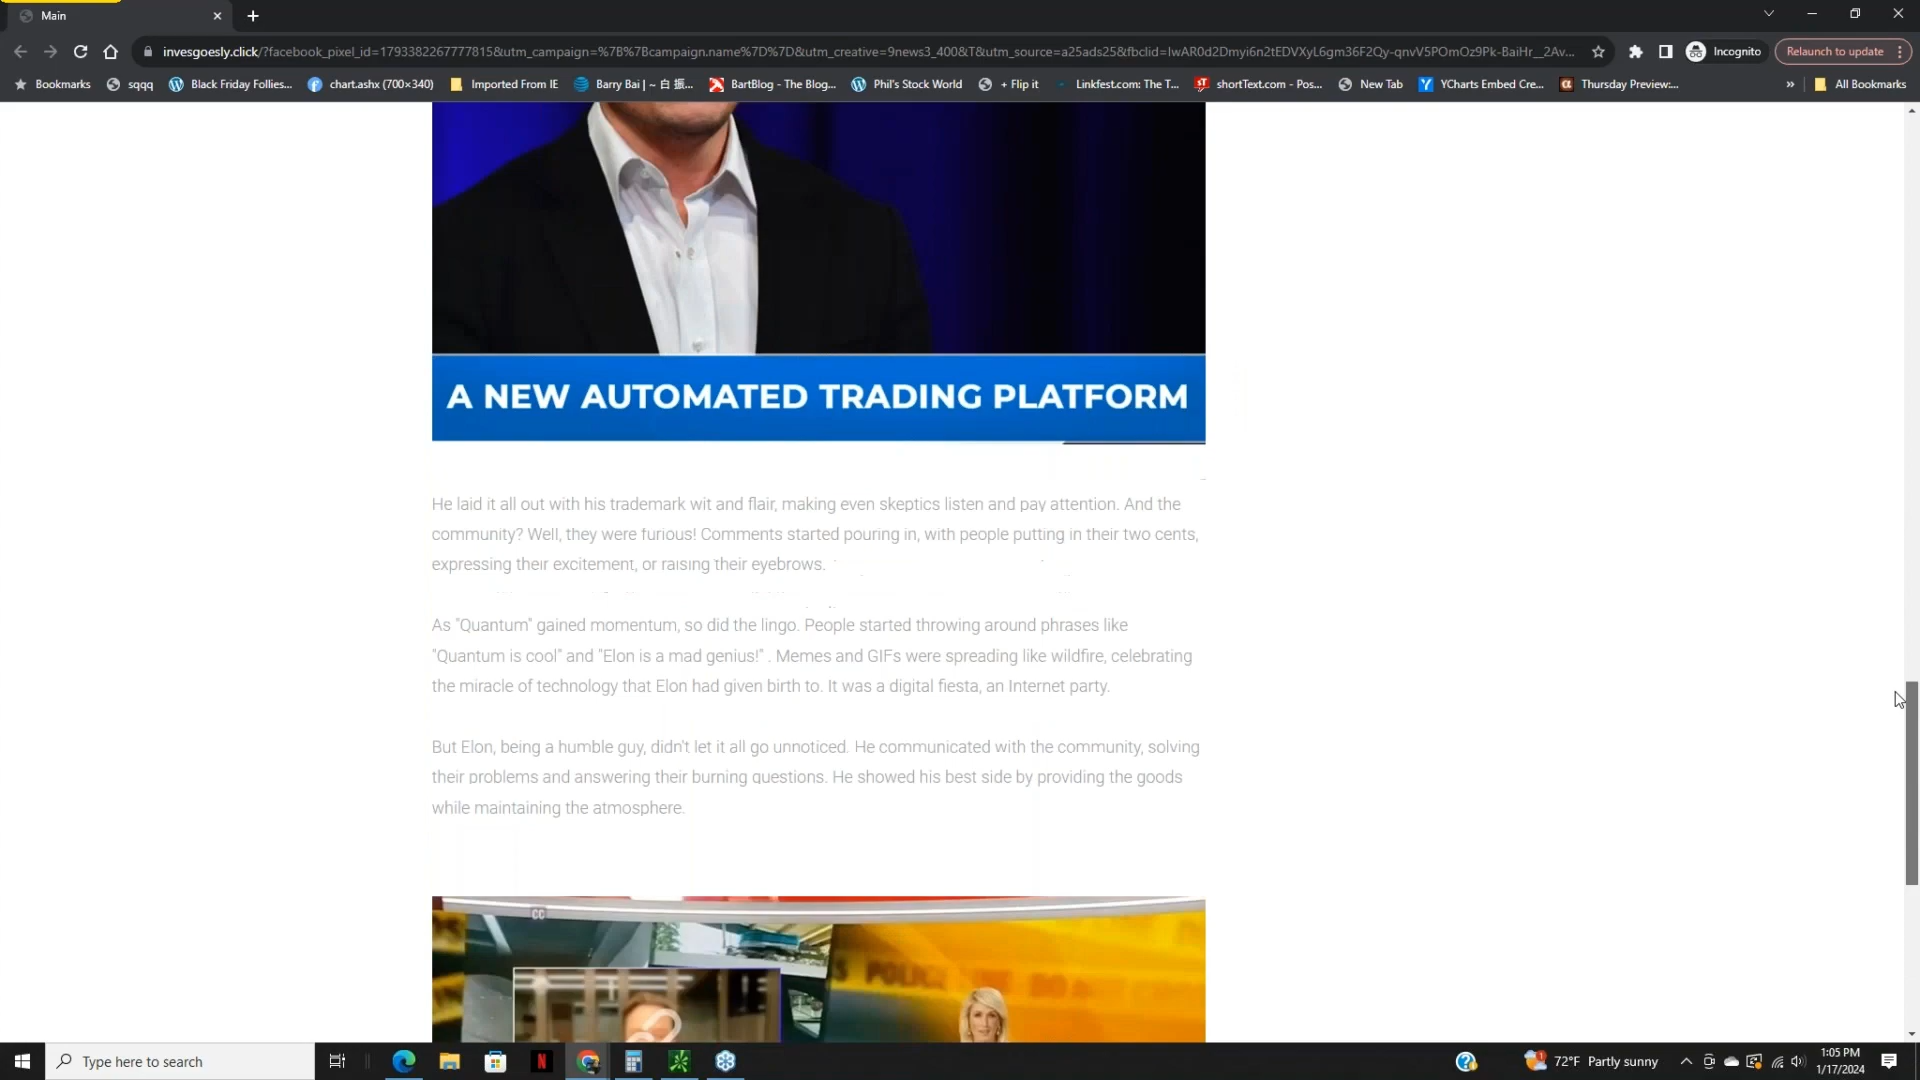 Main
invesgoesly.click/?facebook_pixel_id=1793382267777815&utm_campaign=%7B%7Bcampaign.name%7D%7D&utm_creative=9news3_400&T&utm_source=a25ads25&fbclid=IwAR0d2Dmyi6n2tEDVXyL6gm36F2Qy-qnvV5POmOz9Pk-BaiHr__2Av...
Incognito
Relaunch to update
Bookmarks sqqq Black Friday Follies... chart.ashx (700×340) Imported From IE Barry Bai | ~ 白 振... BartBlog - The Blog... Phil's Stock World + Flip it Linkfest.com: The T... shortText.com - Pos... New Tab YCharts Embed Cre... Thursday Preview:... » All Bookmarks
A NEW AUTOMATED TRADING PLATFORM
He laid it all out with his trademark wit and flair, making even skeptics listen and pay attention. And the
community? Well, they were furious! Comments started pouring in, with people putting in their two cents,
expressing their excitement, or raising their eyebrows.
As "Quantum" gained momentum, so did the lingo. People started throwing around phrases like
"Quantum is cool" and "Elon is a mad genius!" . Memes and GIFs were spreading like wildfire, celebrating
the miracle of technology that Elon had given birth to. It was a digital fiesta, an Internet party.
But Elon, being a humble guy, didn't let it all go unnoticed. He communicated with the community, solving
their problems and answering their burning questions. He showed his best side by providing the goods
while maintaining the atmosphere.
CC
POLICE
Type here to search
72°F Partly sunny
1:05 PM
1/17/2024